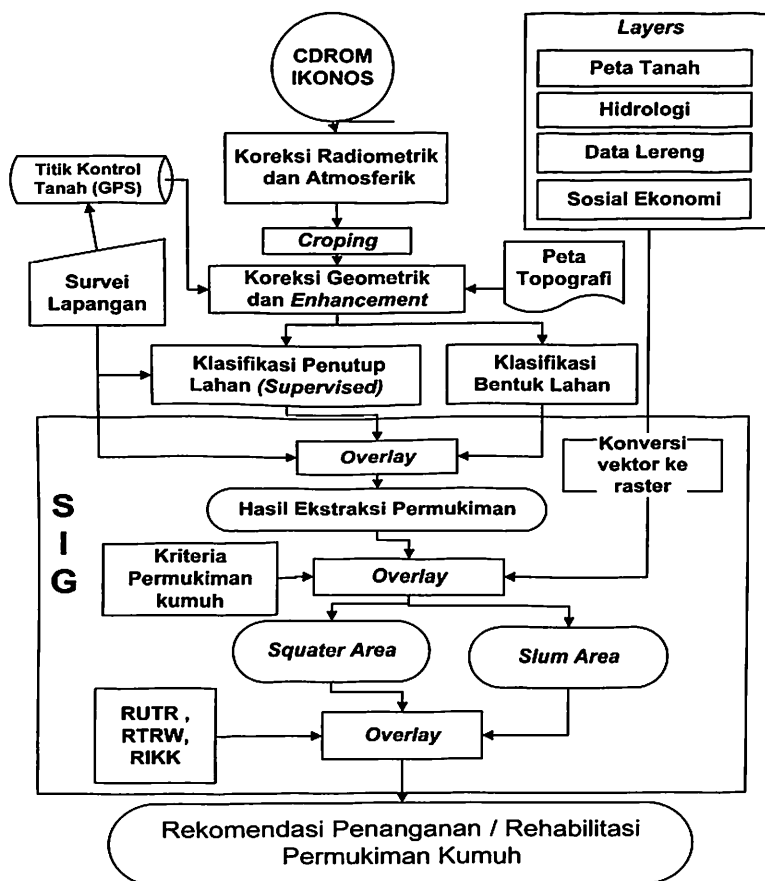 CDROM
IKONOS
Layers
Peta Tanah
Hidrologi
Data Lereng
Sosial Ekonomi
Koreksi Radiometrik
dan Atmosferik
Titik Kontrol
Tanah (GPS)
Croping
Survei
Lapangan
Koreksi Geometrik
dan Enhancement
Peta
Topografi
Klasifikasi Penutup
Lahan (Supervised)
Klasifikasi
Bentuk Lahan
SIG
Overlay
Konversi
vektor ke
raster
Hasil Ekstraksi Permukiman
Kriteria
Permukiman
kumuh
Overlay
Squater Area
Slum Area
RUTR ,
RTRW,
RIKK
Overlay
Rekomendasi Penanganan / Rehabilitasi
Permukiman Kumuh